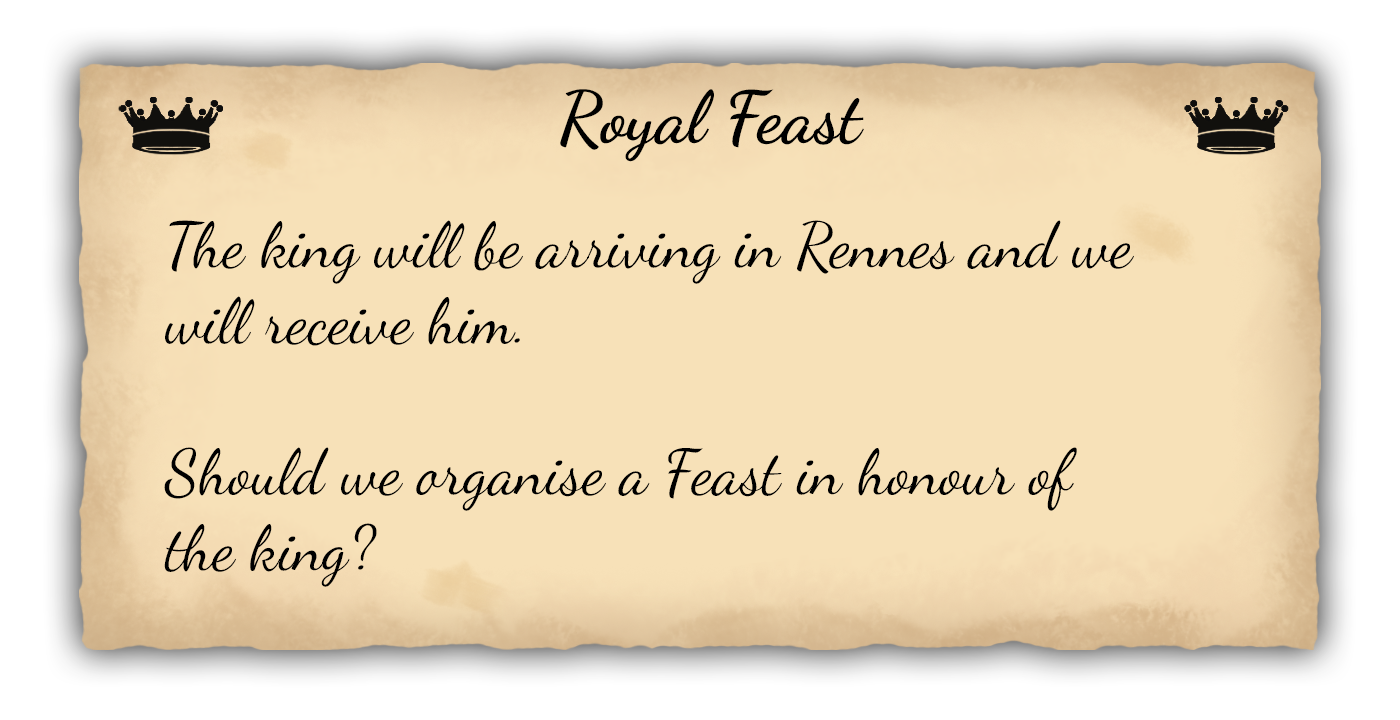 Royal Feast
The king will be arriving in Rennes and we
will receive him.
Should we organise a Feast in honour of
the king?